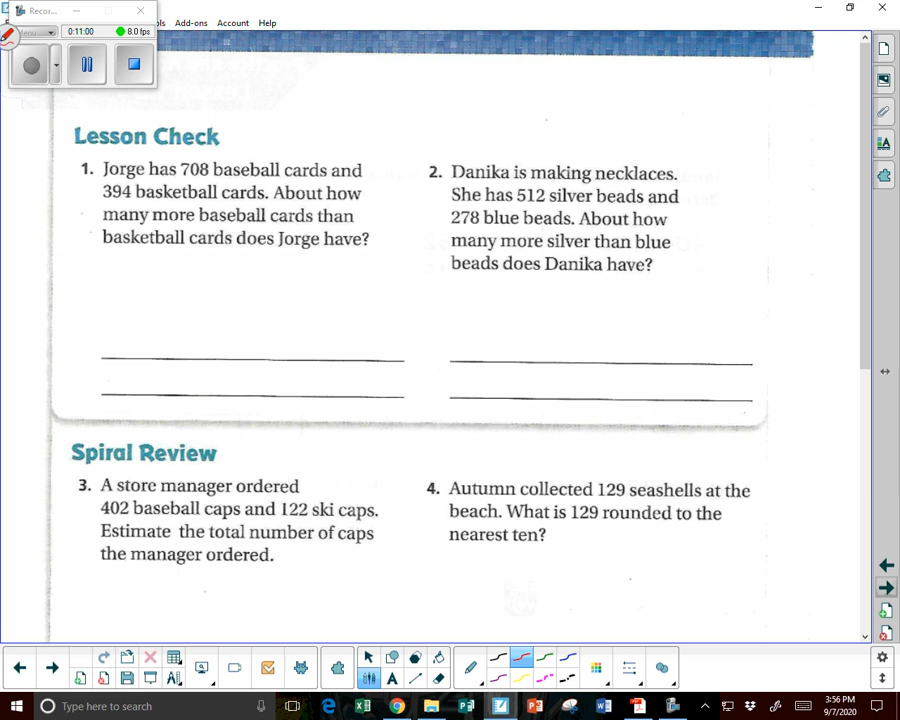 Recor...
ols Add-ons Account Help
0:11:00 8.0 fps
Lesson Check
1. Jorge has 708 baseball cards and
394 basketball cards. About how
many more baseball cards than
basketball cards does Jorge have?
2. Danika is making necklaces.
She has 512 silver beads and
278 blue beads. About how
many more silver than blue
beads does Danika have?
Spiral Review
3. A store manager ordered
402 baseball caps and 122 ski caps.
Estimate the total number of caps
the manager ordered.
4. Autumn collected 129 seashells at the
beach. What is 129 rounded to the
nearest ten?
Type here to search
3:56 PM
9/7/2020